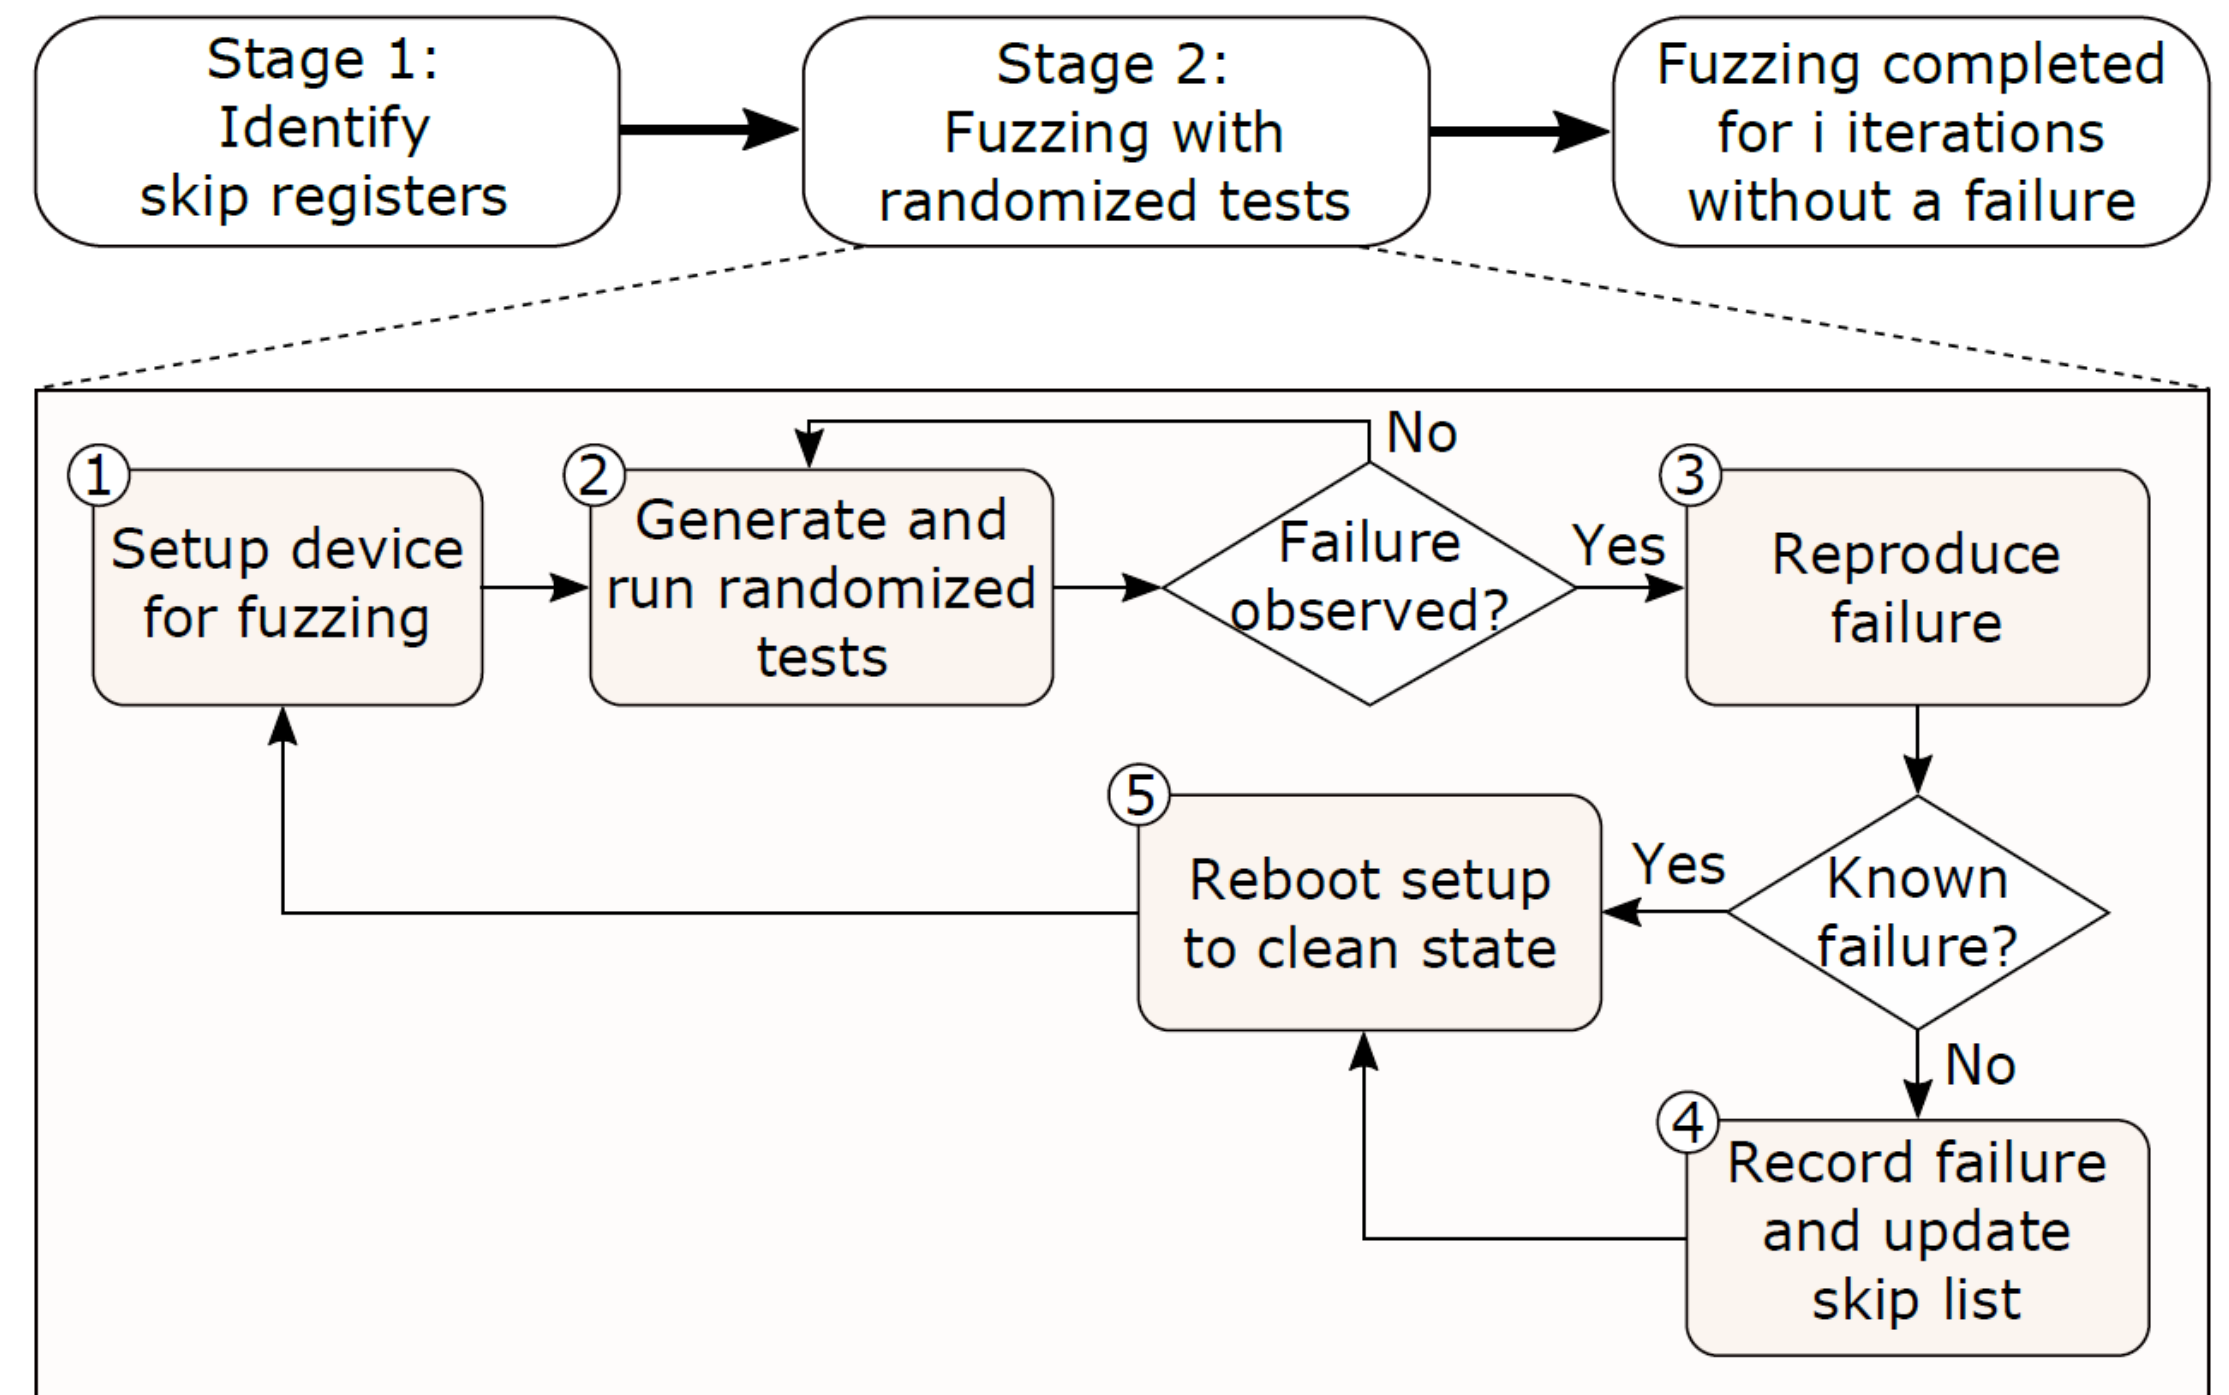 Stage 1:
Identify
skip registers
Stage 2:
Fuzzing with
randomized tests
Fuzzing completed
for i iterations
without a failure
1
Setup device
for fuzzing
2
Generate and
run randomized
tests
No
Failure
observed?
Yes
3
Reproduce
failure
5
Reboot setup
to clean state
Yes
Known
failure?
No
4
Record failure
and update
skip list